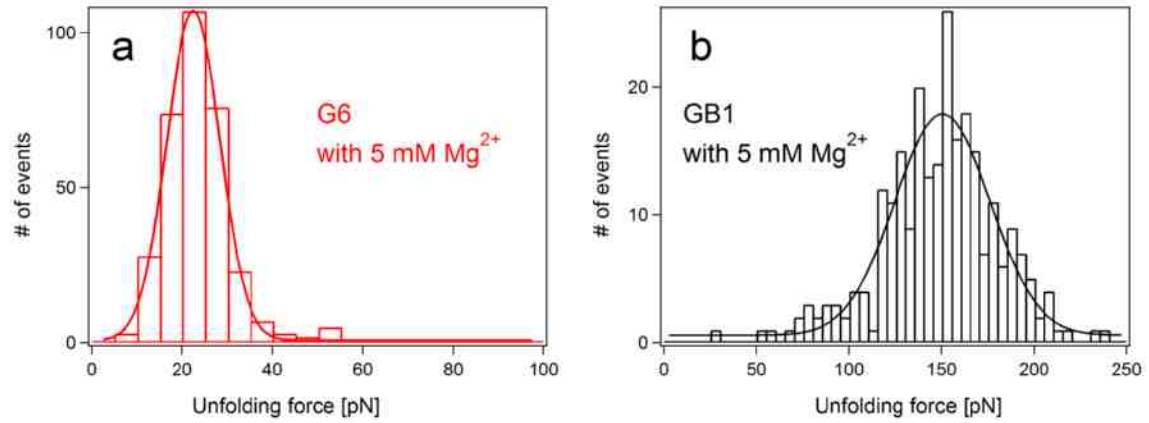 a
G6
with 5 mM Mg²⁺
# of events
100
50
0
0 20 40 60 80 100
Unfolding force [pN]
b
GB1
with 5 mM Mg²⁺
# of events
20
10
0
0 50 100 150 200 250
Unfolding force [pN]